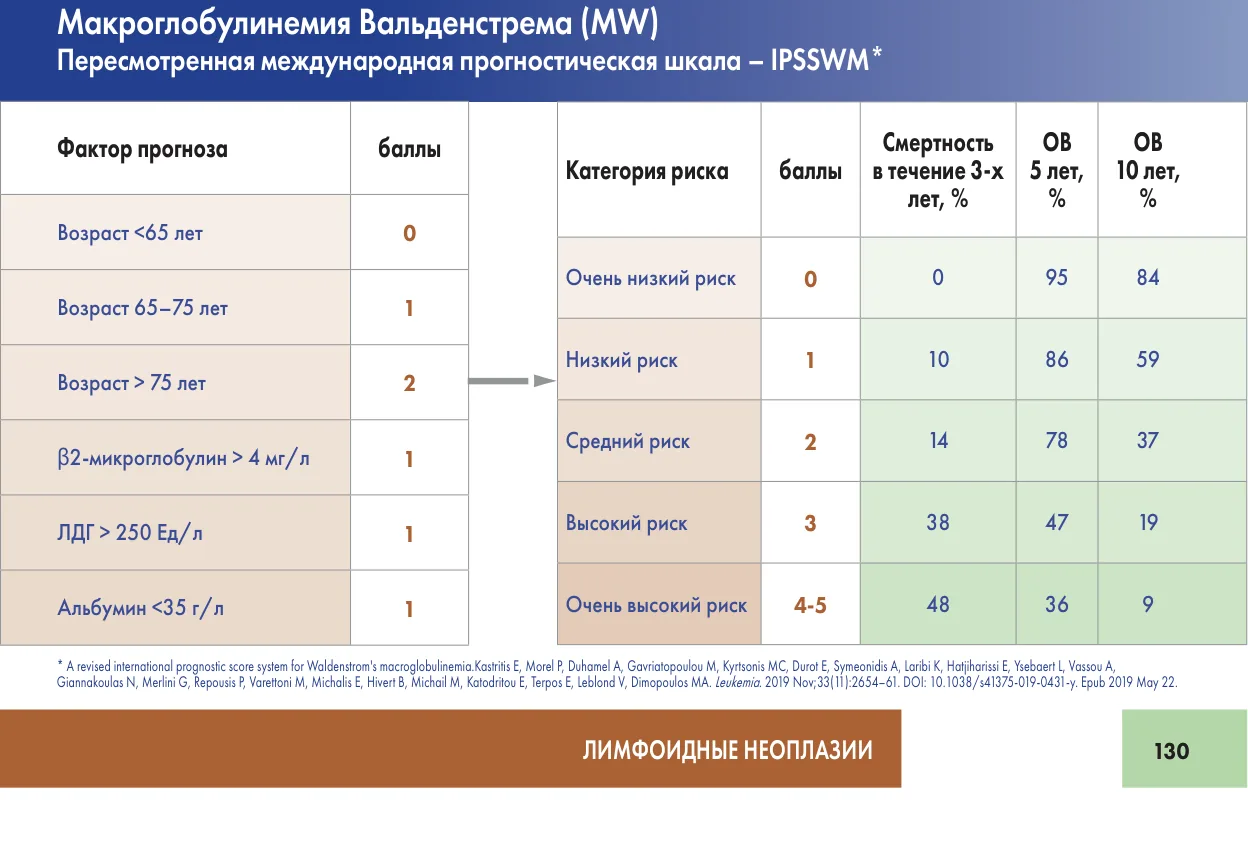 Макроглобулинемия Вальденстрема (MW)
Пересмотренная международная прогностическая шкала – IPSSWM*
Фактор прогноза баллы
Возраст <65 лет 0
Возраст 65–75 лет 1
Возраст > 75 лет 2
β2-микроглобулин > 4 мг/л 1
ЛДГ > 250 Ед/л 1
Альбумин <35 г/л 1
Категория риска баллы Смертность в течение 3-х лет, % ОВ 5 лет, % ОВ 10 лет, %
Очень низкий риск 0 0 95 84
Низкий риск 1 10 86 59
Средний риск 2 14 78 37
Высокий риск 3 38 47 19
Очень высокий риск 4-5 48 36 9
* A revised international prognostic score system for Waldenstrom's macroglobulinemia.Kastritis E, Morel P, Duhamel A, Gavriatopoulou M, Kyrtsonis MC, Durot E, Symeonidis A, Laribi K, Hatjiharissi E, Ysebaert L, Vassou A,
Giannakoulas N, Merlini G, Repousis P, Varettoni M, Michalis E, Hivert B, Michail M, Katodritou E, Terpos E, Leblond V, Dimopoulos MA. Leukemia. 2019 Nov;33(11):2654–61. DOI: 10.1038/s41375-019-0431-y. Epub 2019 May 22.
ЛИМФОИДНЫЕ НЕОПЛАЗИИ
130